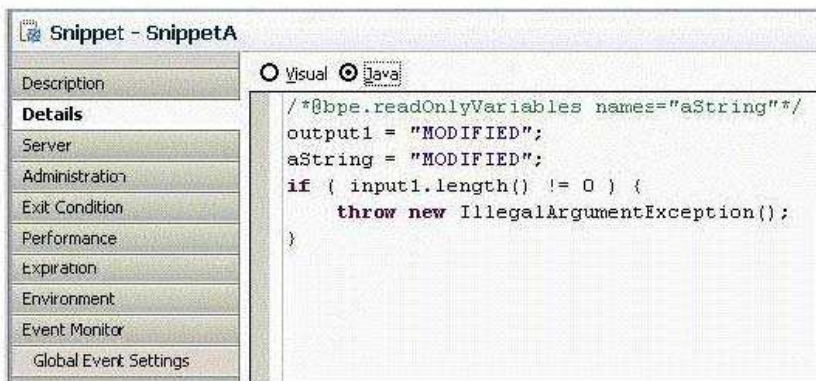 Snippet - SnippetA
Description
Details
Server
Administration
Exit Condition
Performance
Expiration
Environment
Event Monitor
Global Event Settings
Visual Java
/*@bpe.readOnlyVariables names="aString"*/
output1 = "MODIFIED";
aString = "MODIFIED";
if ( input1.length() != 0 ) {
    throw new IllegalArgumentException();
}